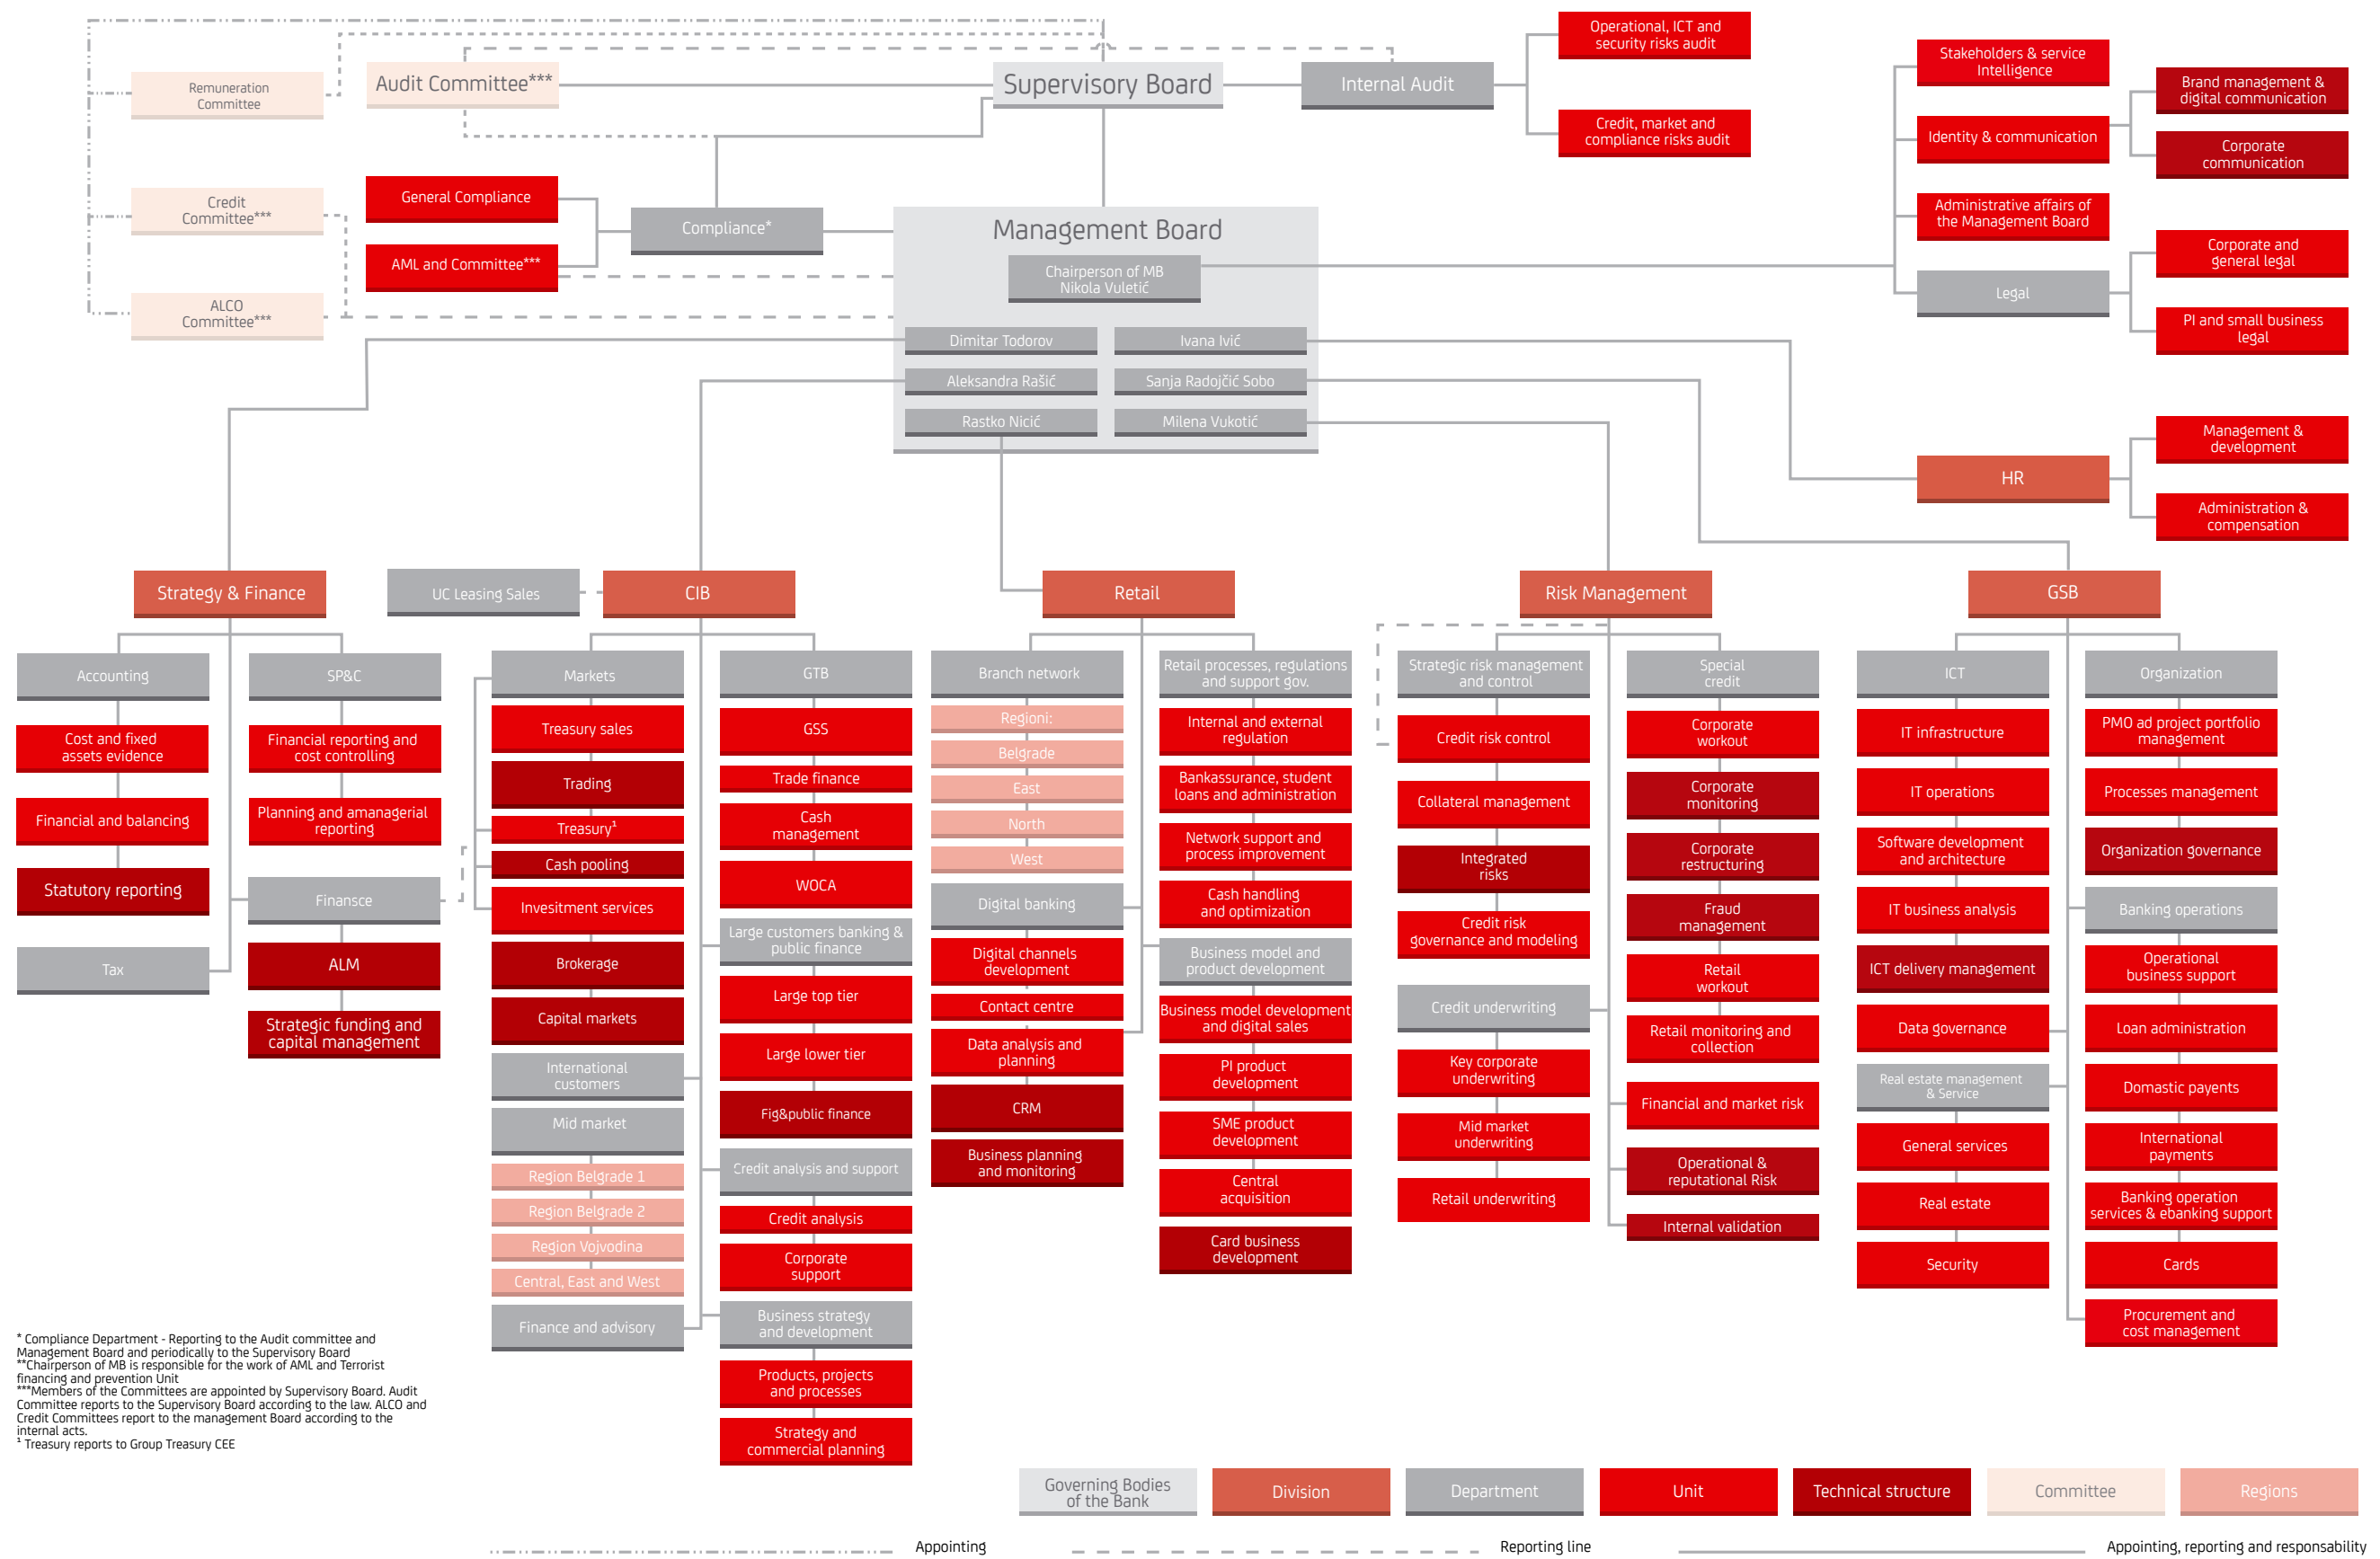 Remuneration
Committee
Audit Committee***
Supervisory Board
Internal Audit
Operational, ICT and
security risks audit
Credit, market and
compliance risks audit
Stakeholders & service
Intelligence
Identity & communication
Brand management &
digital communication
Corporate
communication
Administrative affairs of
the Management Board
Legal
Corporate and
general legal
PI and small business
legal
Credit
Committee***
ALCO
Committee***
General Compliance
AML and Committee***
Compliance*
Management Board
Chairperson of MB
Nikola Vuletić
Dimitar Todorov
Ivana Ivić
Aleksandra Rašić
Sanja Radojčić Sobo
Rastko Nicić
Milena Vukotić
HR
Management &
development
Administration &
compensation
Strategy & Finance
UC Leasing Sales
CIB
Retail
Risk Management
GSB
Accounting
Cost and fixed
assets evidence
Financial and balancing
Statutory reporting
Tax
SP&C
Financial reporting and
cost controlling
Planning and amanagerial
reporting
Finansce
ALM
Strategic funding and
capital management
Markets
Treasury sales
Trading
Treasury¹
Cash pooling
Invesitment services
Brokerage
Capital markets
International
customers
Mid market
Region Belgrade 1
Region Belgrade 2
Region Vojvodina
Central, East and West
Finance and advisory
GTB
GSS
Trade finance
Cash
management
WOCA
Large customers banking &
public finance
Large top tier
Large lower tier
Fig&public finance
Credit analysis and support
Credit analysis
Corporate
support
Business strategy
and development
Products, projects
and processes
Strategy and
commercial planning
Branch network
Regioni:
Belgrade
East
North
West
Digital banking
Digital channels
development
Contact centre
Data analysis and
planning
CRM
Business planning
and monitoring
Retail processes, regulations
and support gov.
Internal and external
regulation
Bankassurance, student
loans and administration
Network support and
process improvement
Cash handling
and optimization
Business model and
product development
Business model development
and digital sales
PI product
development
SME product
development
Central
acquisition
Card business
development
Strategic risk management
and control
Credit risk control
Collateral management
Integrated
risks
Credit risk
governance and modeling
Credit underwriting
Key corporate
underwriting
Mid market
underwriting
Retail underwriting
Special
credit
Corporate
workout
Corporate
monitoring
Corporate
restructuring
Fraud
management
Retail
workout
Retail monitoring and
collection
Financial and market risk
Operational &
reputational Risk
Internal validation
ICT
IT infrastructure
IT operations
Software development
and architecture
IT business analysis
ICT delivery management
Data governance
Real estate management
& Service
General services
Real estate
Security
Organization
PMO ad project portfolio
management
Processes management
Organization governance
Banking operations
Operational
business support
Loan administration
Domastic payents
International
payments
Banking operation
services & ebanking support
Cards
Procurement and
cost management
* Compliance Department - Reporting to the Audit committee and
Management Board and periodically to the Supervisory Board
**Chairperson of MB is responsible for the work of AML and Terrorist
financing and prevention Unit
***Members of the Committees are appointed by Supervisory Board. Audit
Committee reports to the Supervisory Board according to the law. ALCO and
Credit Committees report to the management Board according to the
internal acts.
¹ Treasury reports to Group Treasury CEE
Governing Bodies
of the Bank
Division
Department
Unit
Technical structure
Committee
Regions
Appointing
Reporting line
Appointing, reporting and responsability